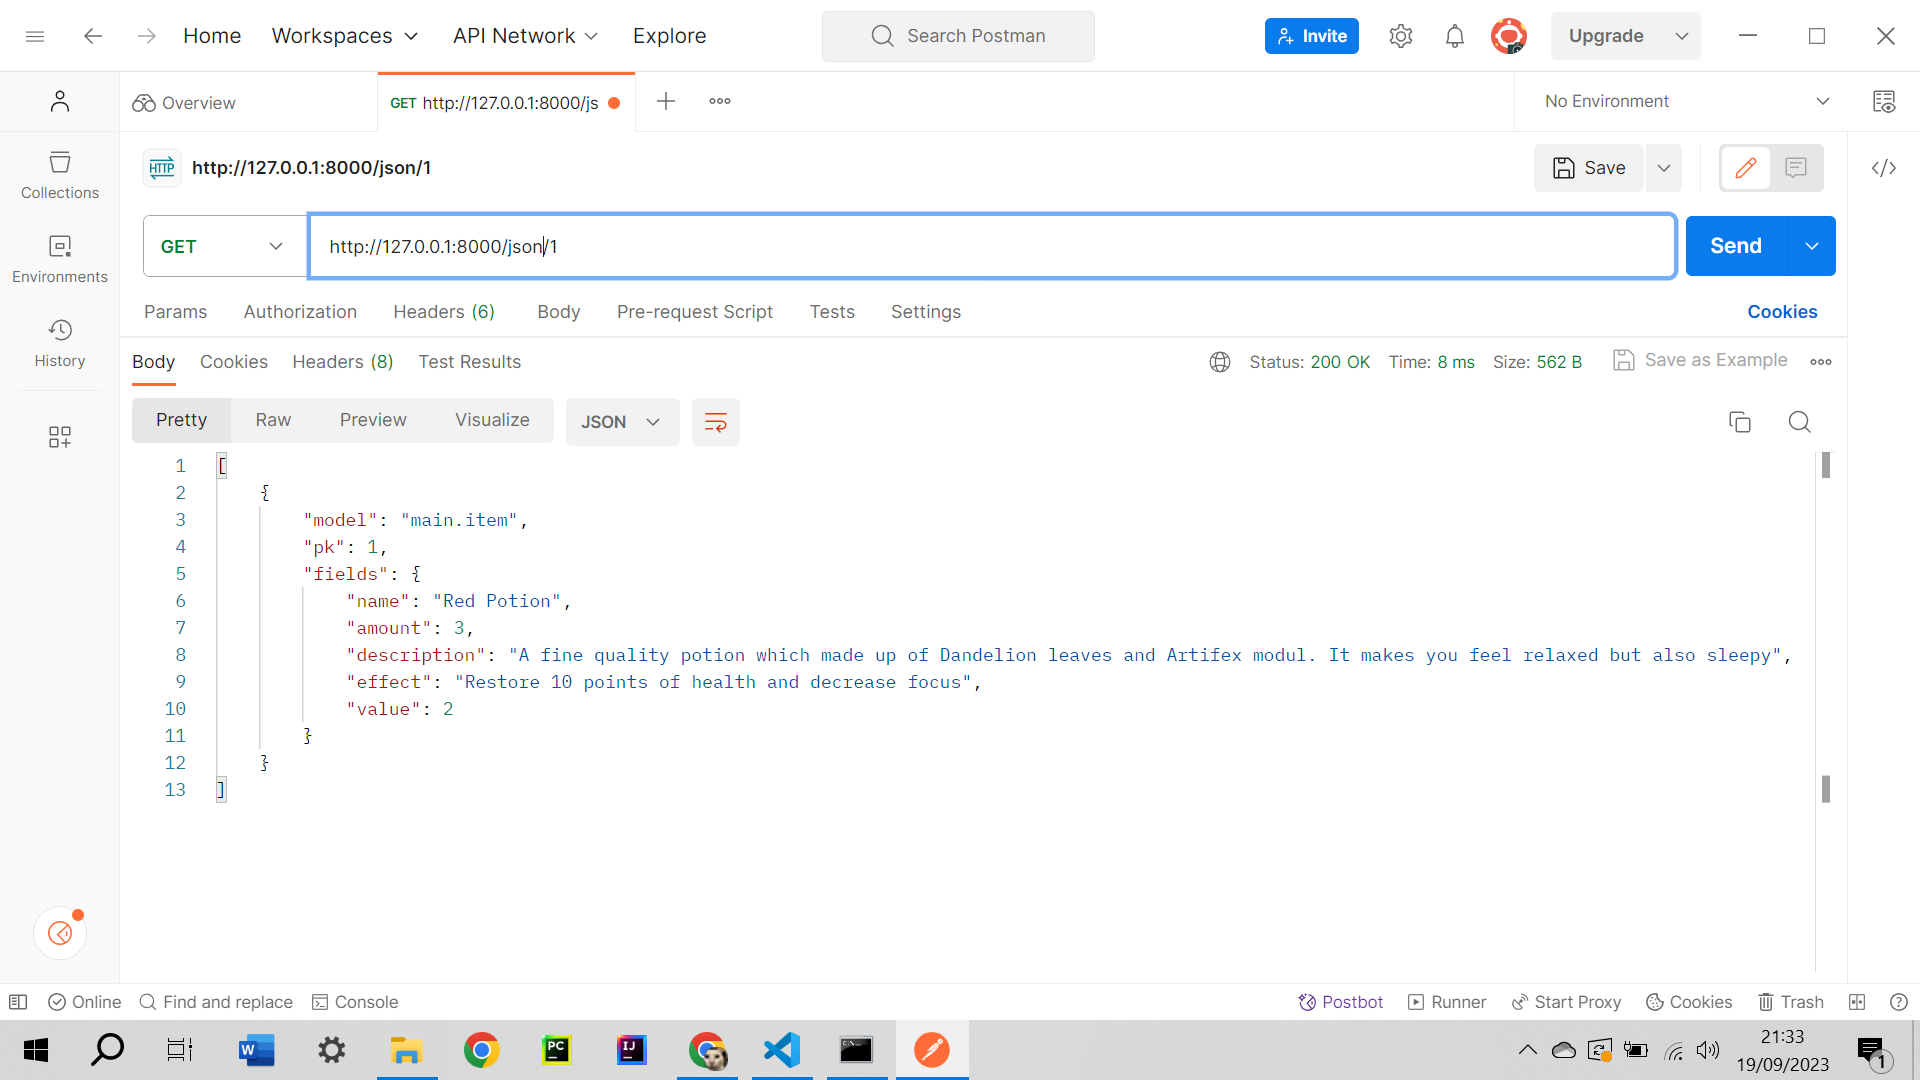 Home Workspaces API Network Explore Search Postman Invite Upgrade
Overview GET http://127.0.0.1:8000/js No Environment
HTTP http://127.0.0.1:8000/json/1 Save
Collections
GET http://127.0.0.1:8000/json/1 Send
Environments
Params Authorization Headers (6) Body Pre-request Script Tests Settings Cookies
History
Body Cookies Headers (8) Test Results Status: 200 OK Time: 8 ms Size: 562 B Save as Example
Pretty Raw Preview Visualize JSON
1 [
2 {
3 "model": "main.item",
4 "pk": 1,
5 "fields": {
6 "name": "Red Potion",
7 "amount": 3,
8 "description": "A fine quality potion which made up of Dandelion leaves and Artifex modul. It makes you feel relaxed but also sleepy",
9 "effect": "Restore 10 points of health and decrease focus",
10 "value": 2
11 }
12 }
13 ]
Online Find and replace Console Postbot Runner Start Proxy Cookies Trash
W PC IJ C:\ 21:33
19/09/2023 1